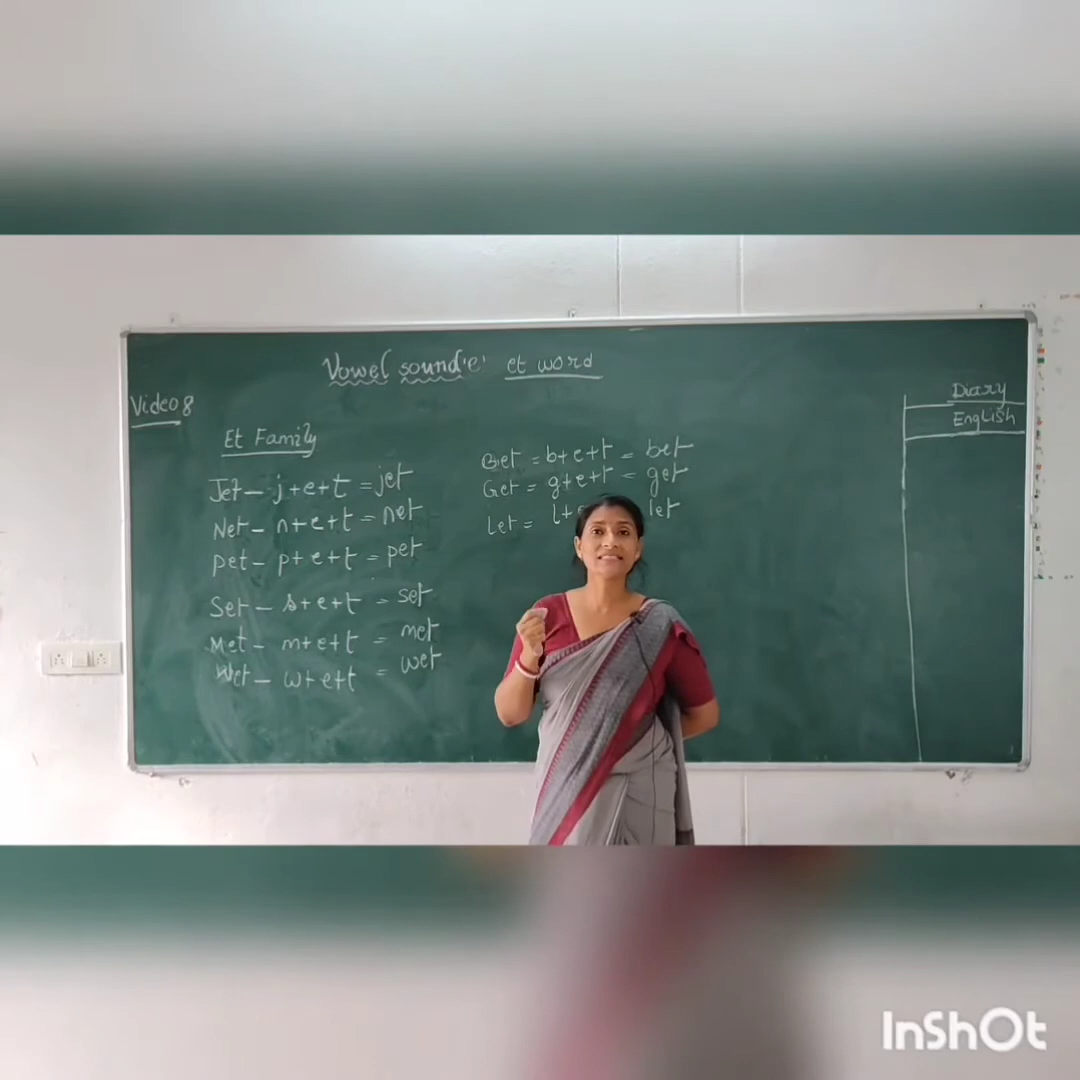 Vowel sound 'e' et word
Video 8
Et Family
Jet – j+e+t = jet
Net – n+e+t = net
pet – p+e+t = pet
Set – s+e+t = set
Met – m+e+t = met
Wet – w+e+t = wet
Bet = b+e+t = bet
Get = g+e+t = get
Let = l+ let
Diary
English
InShOt